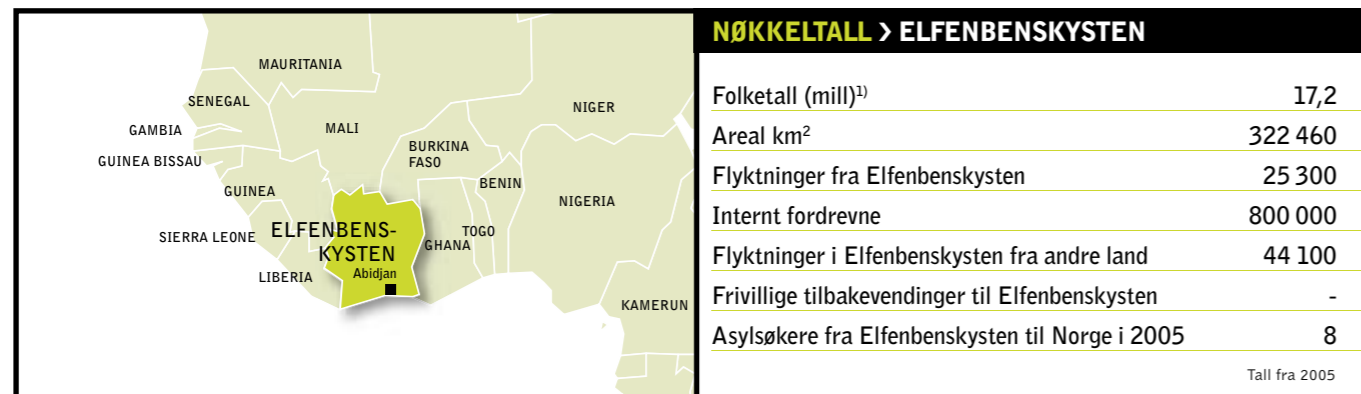 MAURITANIA
SENEGAL
NIGER
GAMBIA
MALI
BURKINA
FASO
GUINEA BISSAU
BENIN
GUINEA
NIGERIA
SIERRA LEONE
ELFENBENS-
KYSTEN
TOGO
GHANA
LIBERIA
Abidjan
KAMERUN
NØKKELTALL > ELFENBENSKYSTEN
Folketall (mill)¹⁾ 17,2
Areal km² 322 460
Flyktninger fra Elfenbenskysten 25 300
Internt fordrevne 800 000
Flyktninger i Elfenbenskysten fra andre land 44 100
Frivillige tilbakevendinger til Elfenbenskysten -
Asylsøkere fra Elfenbenskysten til Norge i 2005 8
Tall fra 2005